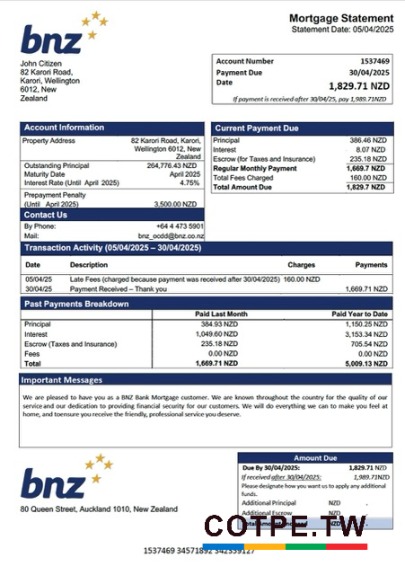 bnz
Mortgage Statement
Statement Date: 05/04/2025
John Citizen
82 Karori Road,
Karori, Wellington
6012, New
Zealand
Account Number 1537469
Payment Due 30/04/2025
Date 1,829.71 NZD
If payment is received after 30/04/25, pay 1,989.71NZD
Account Information
Property Address 82 Karori Road, Karori,
Wellington 6012, New
Zealand
Outstanding Principal 264,776.43 NZD
Maturity Date April 2025
Interest Rate (Until April 2025) 4.75%
Prepayment Penalty
(Until April 2025) 3,500.00 NZD
Contact Us
By Phone: +64 4 473 5901
Mail: bnz_ocdd@bnz.co.nz
Current Payment Due
Principal 386.46 NZD
Interest 8.07 NZD
Escrow (for Taxes and Insurance) 235.18 NZD
Regular Monthly Payment 1,669.7 NZD
Total Fees Charged 160.00 NZD
Total Amount Due 1,829.7 NZD
Transaction Activity (05/04/2025 – 30/04/2025)
Date Description Charges Payments
05/04/25 Late Fees (charged because payment was received after 30/04/2025) 160.00 NZD
30/04/25 Payment Received – Thank you 1,669.71 NZD
Past Payments Breakdown
Paid Last Month Paid Year to Date
Principal 384.93 NZD 1,150.25 NZD
Interest 1,049.60 NZD 3,153.34 NZD
Escrow (Taxes and Insurance) 235.18 NZD 705.54 NZD
Fees 0.00 NZD 0.00 NZD
Total 1,669.71 NZD 5,009.13 NZD
Important Messages
We are pleased to have you as a BNZ Bank Mortgage customer. We are known throughout the country for the quality of our
service and our dedication to providing financial security for our customers. We will do everything we can to make you feel at
home, and toensure you receive the friendly, professional service you deserve.
bnz
80 Queen Street, Auckland 1010, New Zealand
Amount Due
Due By 30/04/2025: 1,829.71 NZD
If received after 30/04/2025: 1,989.71NZD
Please designate how you want us to apply any additional
funds.
Additional Principal NZD .
Additional Escrow NZD
COTPE.TW
1537469 34571892 342359127